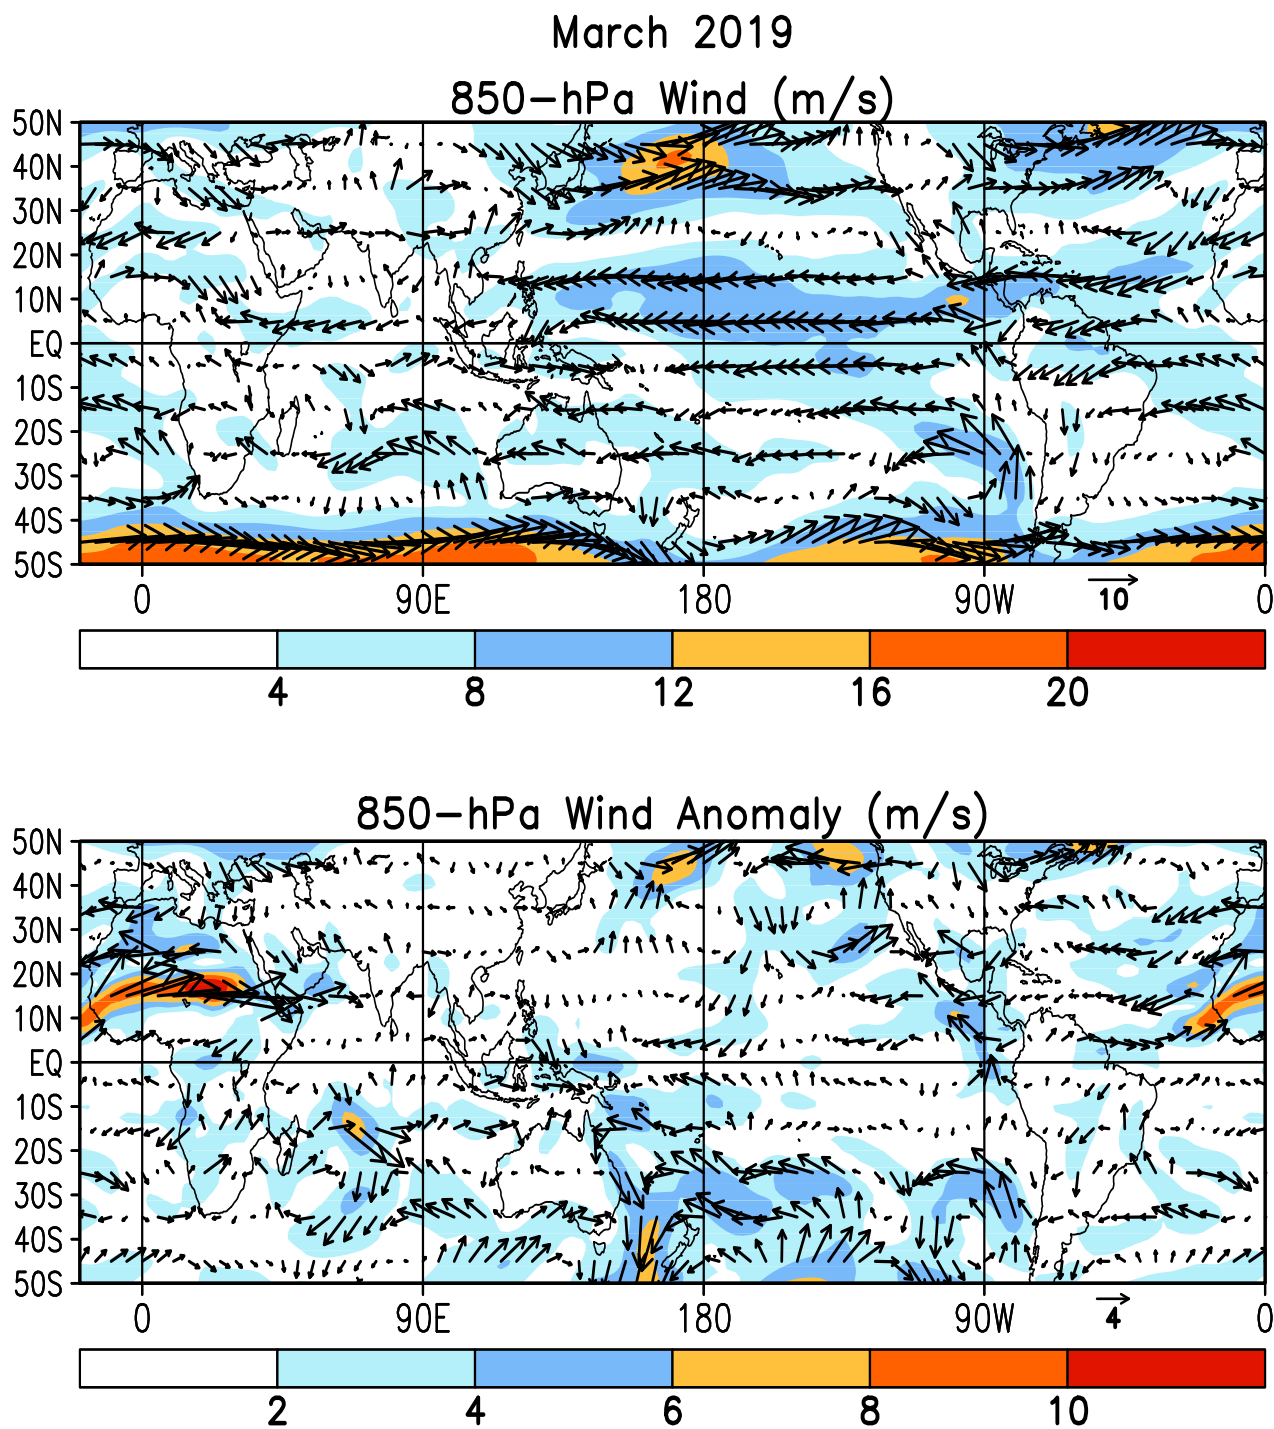 March 2019
850-hPa Wind (m/s)
50N
40N
30N
20N
10N
EQ
10S
20S
30S
40S
50S
0 90E 180 90W 0
10
4 8 12 16 20
850-hPa Wind Anomaly (m/s)
50N
40N
30N
20N
10N
EQ
10S
20S
30S
40S
50S
0 90E 180 90W 0
4
2 4 6 8 10